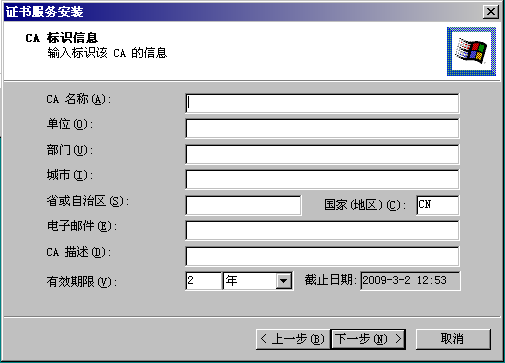 证书服务安装
CA 标识信息
输入标识该 CA 的信息
CA 名称(A):
单位(O):
部门(U):
城市(I):
省或自治区(S): 国家(地区)(C): CN
电子邮件(E):
CA 描述(D):
有效期限(V): 2 年 截止日期: 2009-3-2 12:53
< 上一步(B) 下一步(N) > 取消